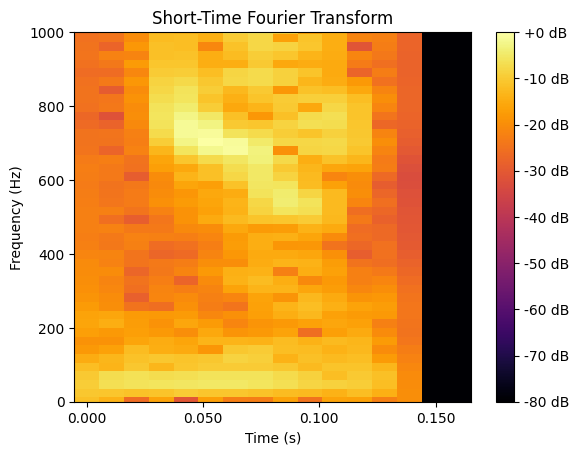 Short-Time Fourier Transform
1000
800
600
400
200
0
Frequency (Hz)
0.000
0.050
0.100
0.150
Time (s)
+0 dB
-10 dB
-20 dB
-30 dB
-40 dB
-50 dB
-60 dB
-70 dB
-80 dB